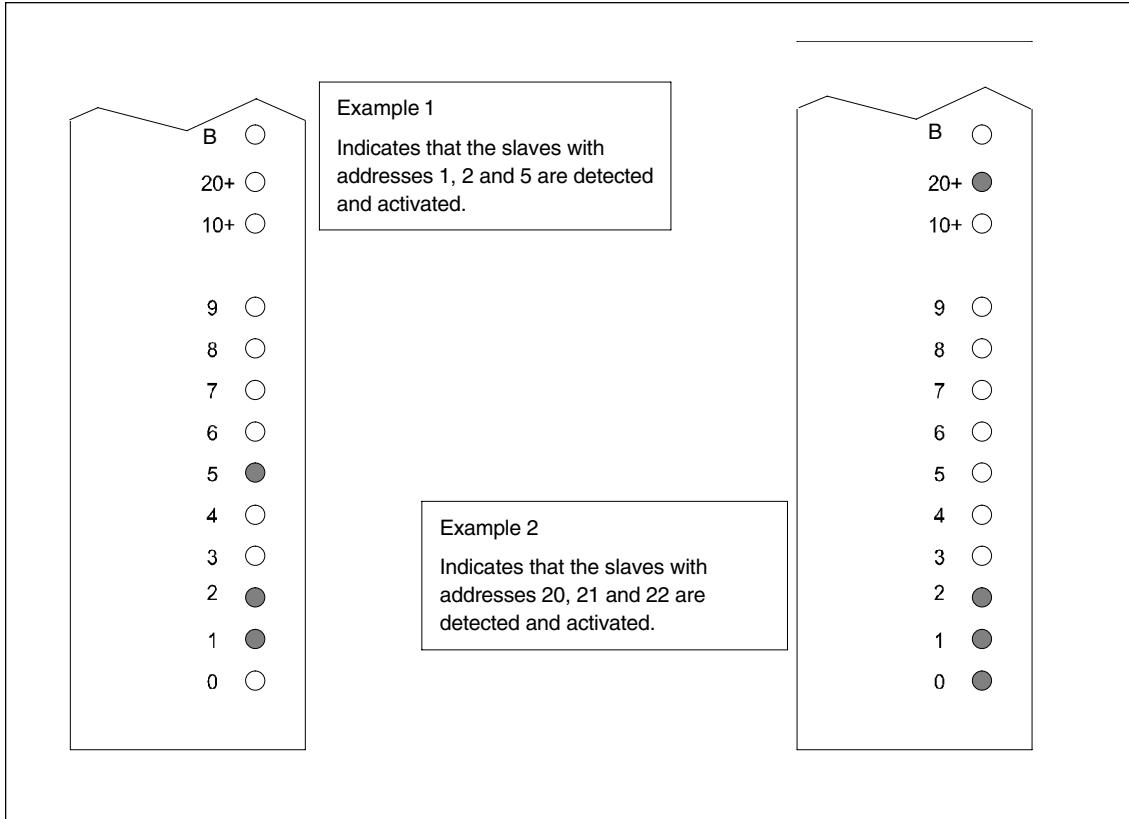 B
20+
10+
9
8
7
6
5
4
3
2
1
0
Example 1
Indicates that the slaves with
addresses 1, 2 and 5 are detected
and activated.
Example 2
Indicates that the slaves with
addresses 20, 21 and 22 are
detected and activated.
B
20+
10+
9
8
7
6
5
4
3
2
1
0